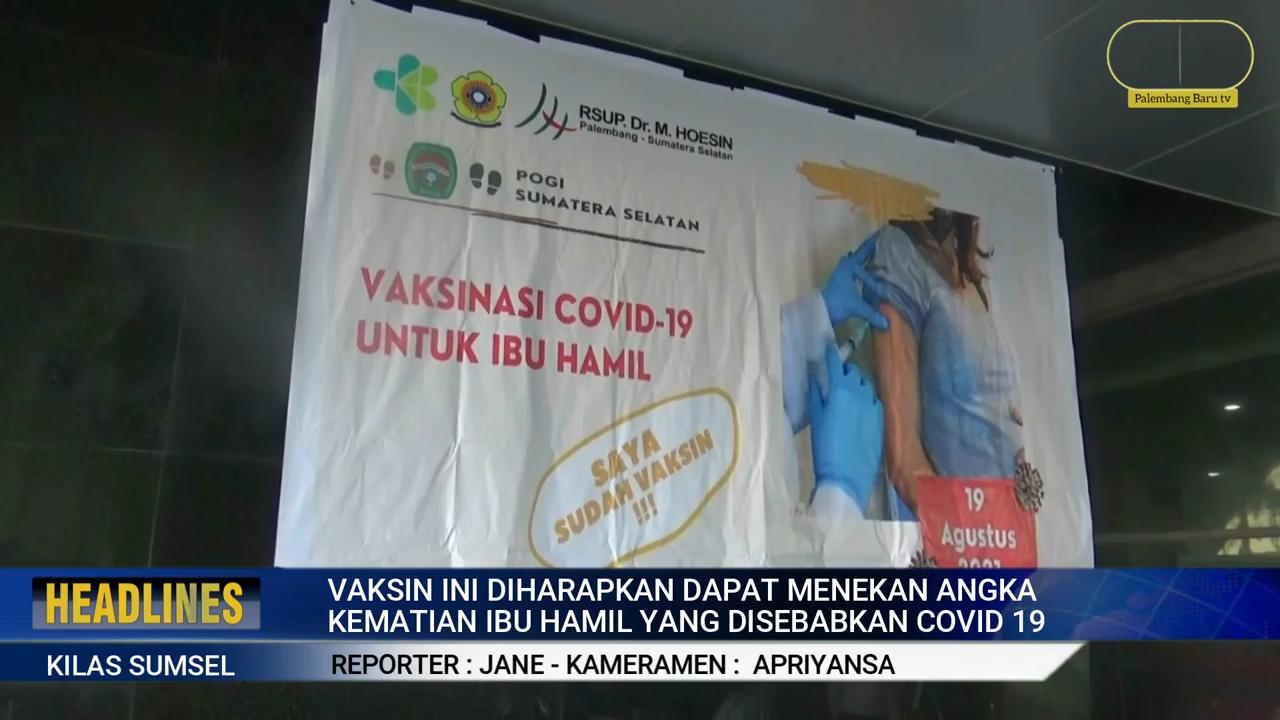 Palembang Baru tv
RSUP. Dr. M. HOESIN
Palembang - Sumatera Selatan
POGI
SUMATERA SELATAN
VAKSINASI COVID-19
UNTUK IBU HAMIL
SAYA
SUDAH VAKSIN
!!!
19
Agustus
2021
HEADLINES
VAKSIN INI DIHARAPKAN DAPAT MENEKAN ANGKA
KEMATIAN IBU HAMIL YANG DISEBABKAN COVID 19
KILAS SUMSEL
REPORTER : JANE - KAMERAMEN : APRIYANSA